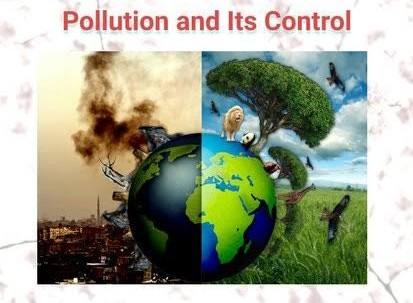 Pollution and Its Control